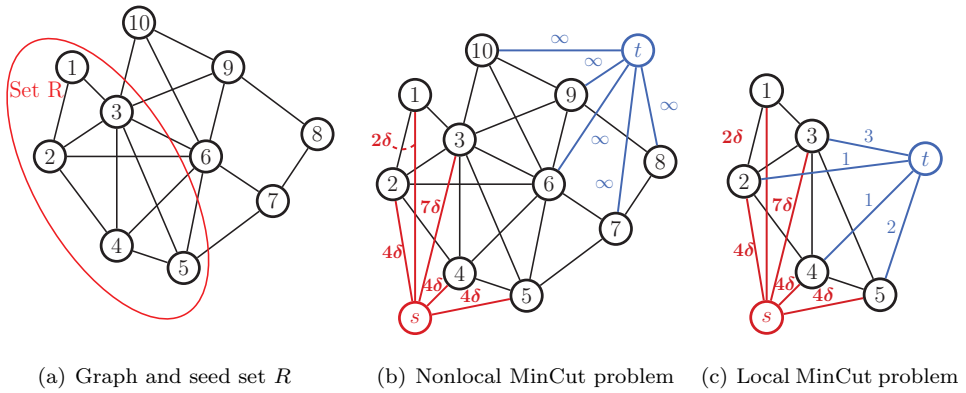 10
9
1
Set R
3
8
2
6
7
4
5
(a) Graph and seed set R
10
∞
t
∞
9
∞
1
2δ
3
∞
8
2
6
∞
7δ
7
4δ
4
4δ
4δ
5
s
(b) Nonlocal MinCut problem
1
2δ
3
3
t
1
2
7δ
1
2
4δ
4
4δ
4δ
5
s
(c) Local MinCut problem